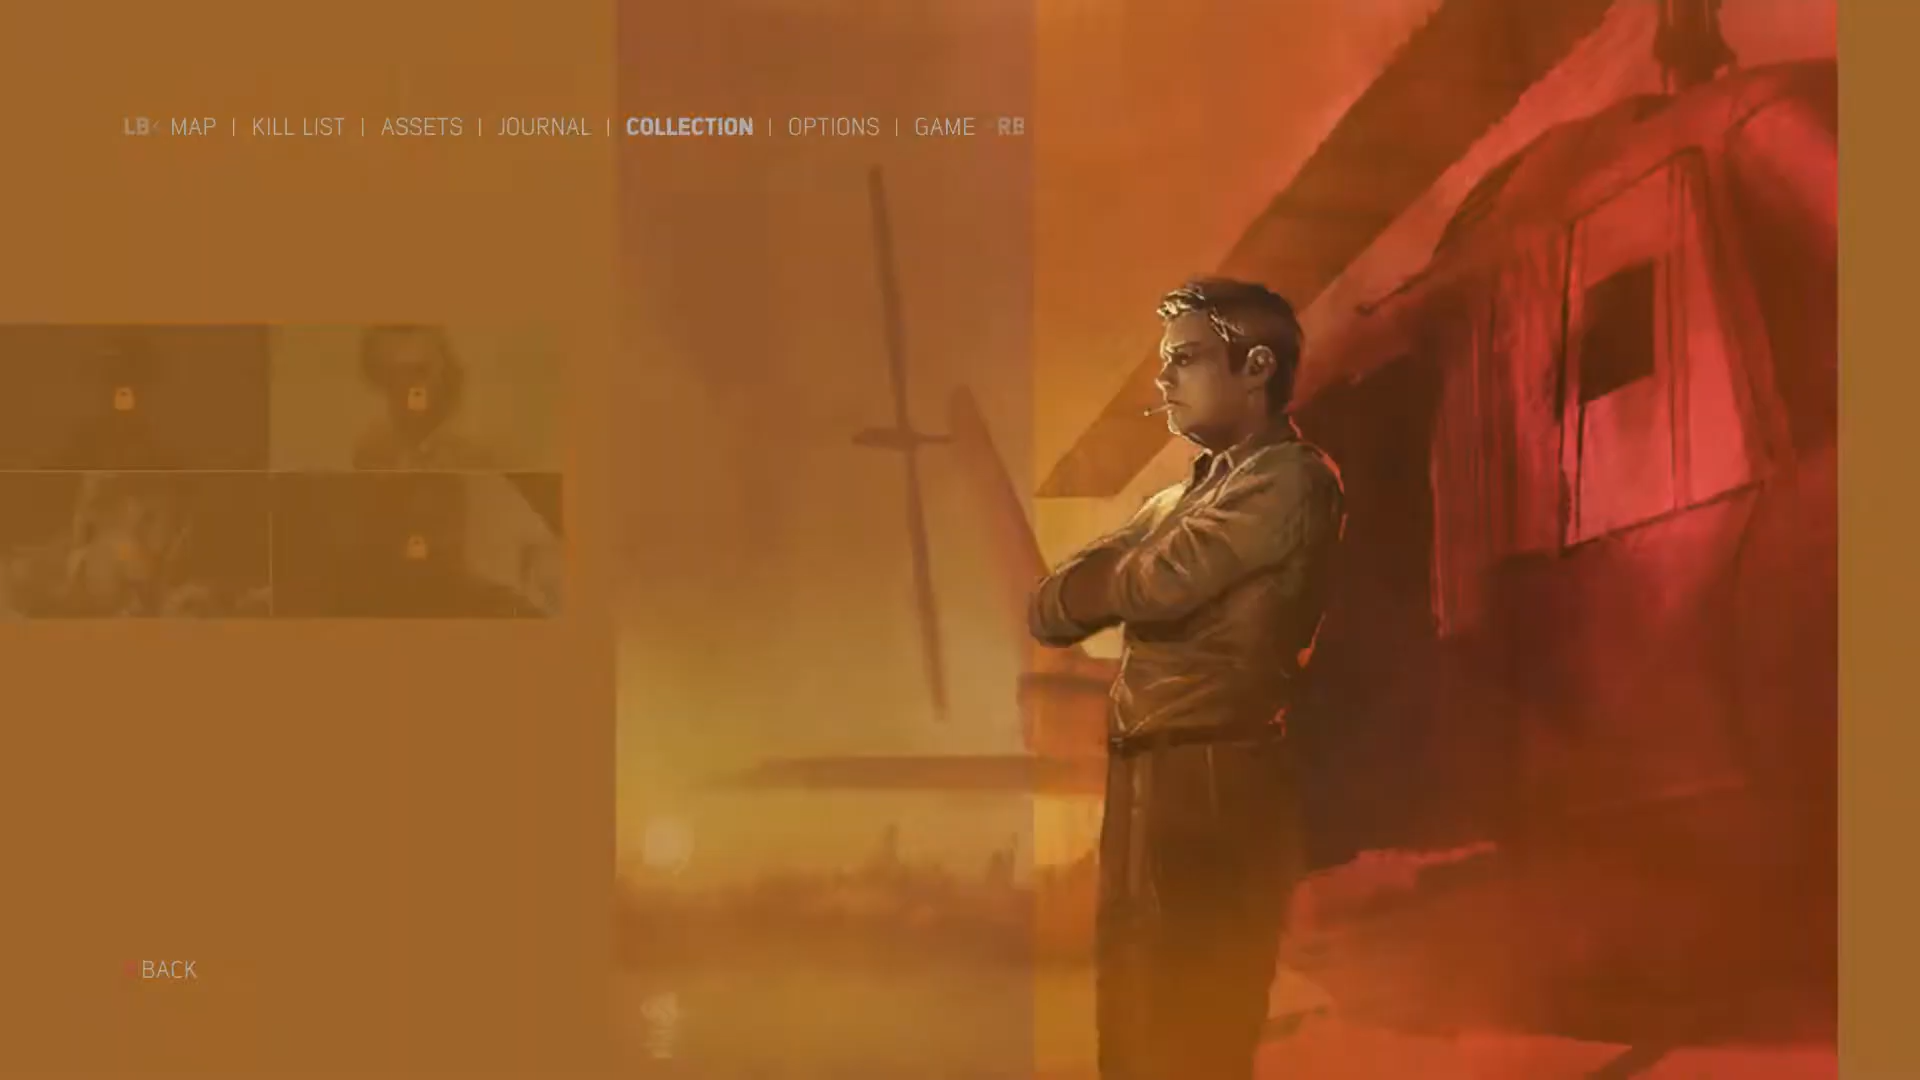 LB< MAP | KILL LIST | ASSETS | JOURNAL | COLLECTION | OPTIONS | GAME RB
BACK